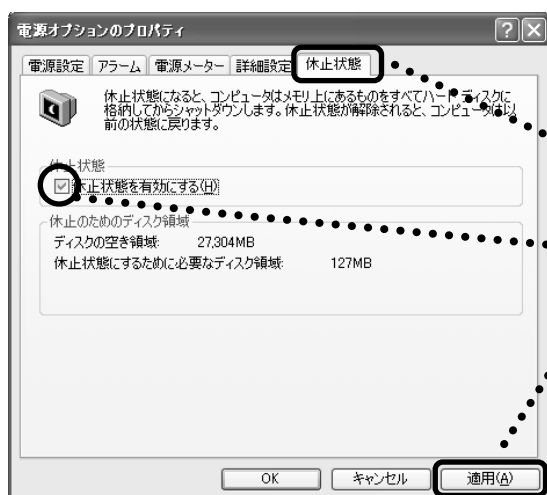 電源オプションのプロパティ
電源設定 アラーム 電源メーター 詳細設定 休止状態
休止状態になると、コンピュータはメモリ上にあるものをすべてハード ディスクに
格納してからシャットダウンします。休止状態が解除されると、コンピュータは以
前の状態に戻ります。
休止状態
休止状態を有効にする(H)
休止のためのディスク領域
ディスクの空き領域: 27,304MB
休止状態にするために必要なディスク領域: 127MB
OK キャンセル 適用(A)